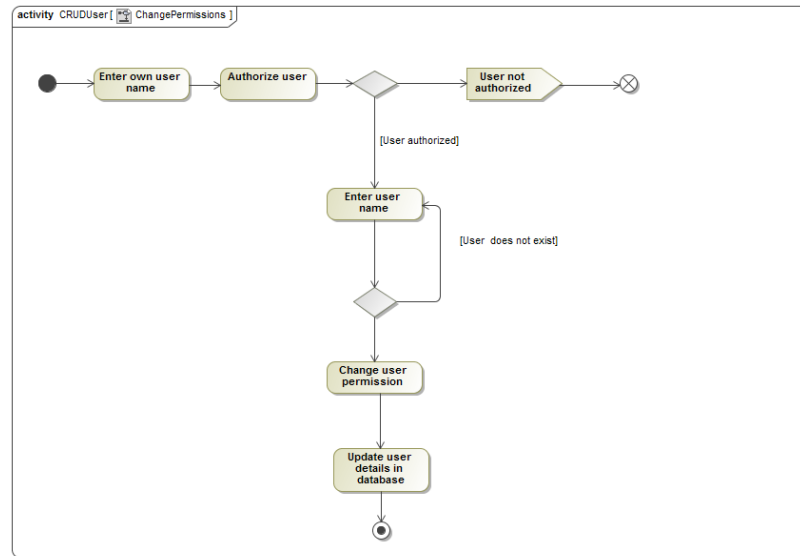 activity CRUDUser [ ChangePermissions ]
Enter own user
name
Authorize user
User not
authorized
[User authorized]
Enter user
name
[User  does not exist]
Change user
permission
Update user
details in
database